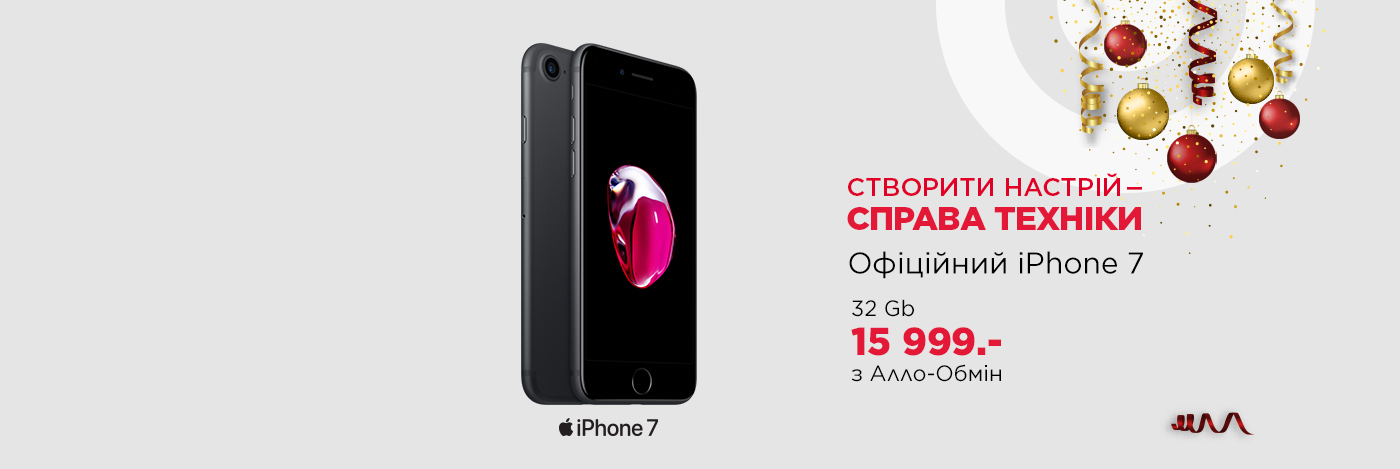 СТВОРИТИ НАСТРІЙ –
СПРАВА ТЕХНІКИ
Офіційний iPhone 7
32 Gb
15 999.-
з Алло-Обмін
iPhone 7